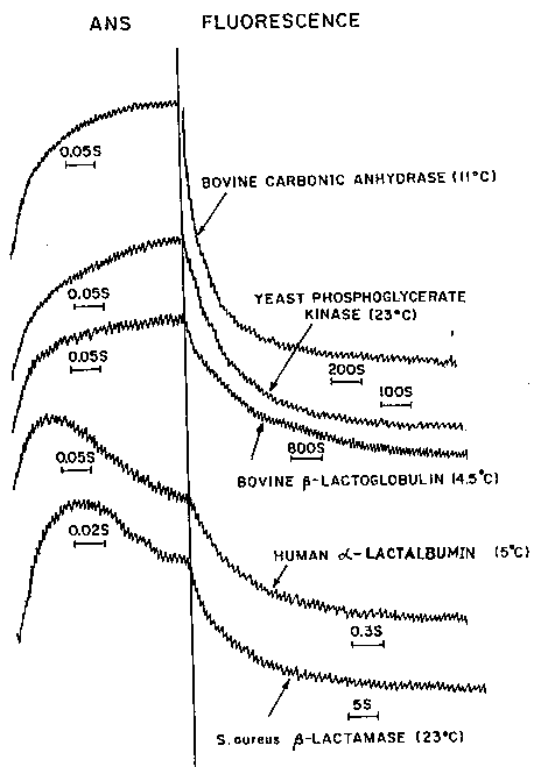 ANS FLUORESCENCE
0.05S
BOVINE CARBONIC ANHYDRASE (11°C)
0.05S
YEAST PHOSPHOGLYCERATE
KINASE (23°C)
0.05S
200S
100S
800S
BOVINE β-LACTOGLOBULIN (4.5°C)
0.05S
0.02S
HUMAN α-LACTALBUMIN (5°C)
0.3S
5S
S. aureus β-LACTAMASE (23°C)